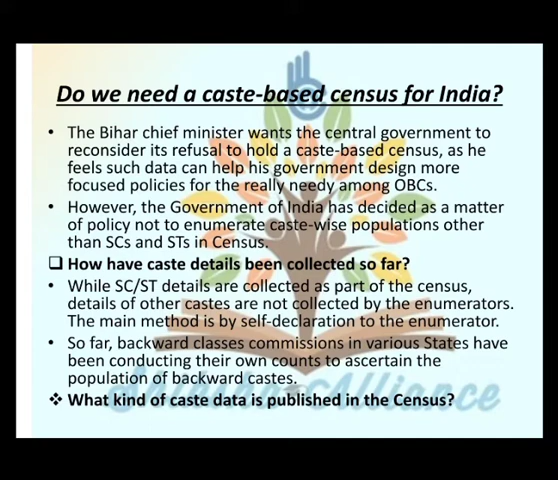 Do we need a caste-based census for India?
• The Bihar chief minister wants the central government to
reconsider its refusal to hold a caste-based census, as he
feels such data can help his government design more
focused policies for the really needy among OBCs.
• However, the Government of India has decided as a matter
of policy not to enumerate caste-wise populations other
than SCs and STs in Census.
❑ How have caste details been collected so far?
• While SC/ST details are collected as part of the census,
details of other castes are not collected by the enumerators.
The main method is by self-declaration to the enumerator.
• So far, backward classes commissions in various States have
been conducting their own counts to ascertain the
population of backward castes.
❖ What kind of caste data is published in the Census?
Alliance